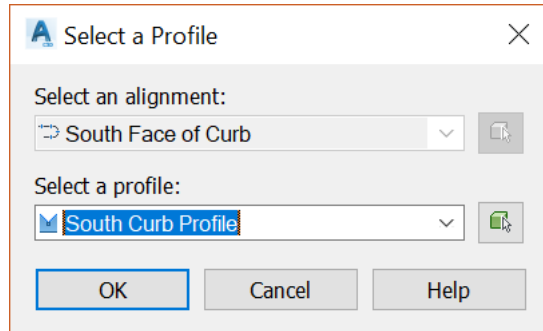 Select a Profile
Select an alignment:
South Face of Curb
Select a profile:
South Curb Profile
OK Cancel Help